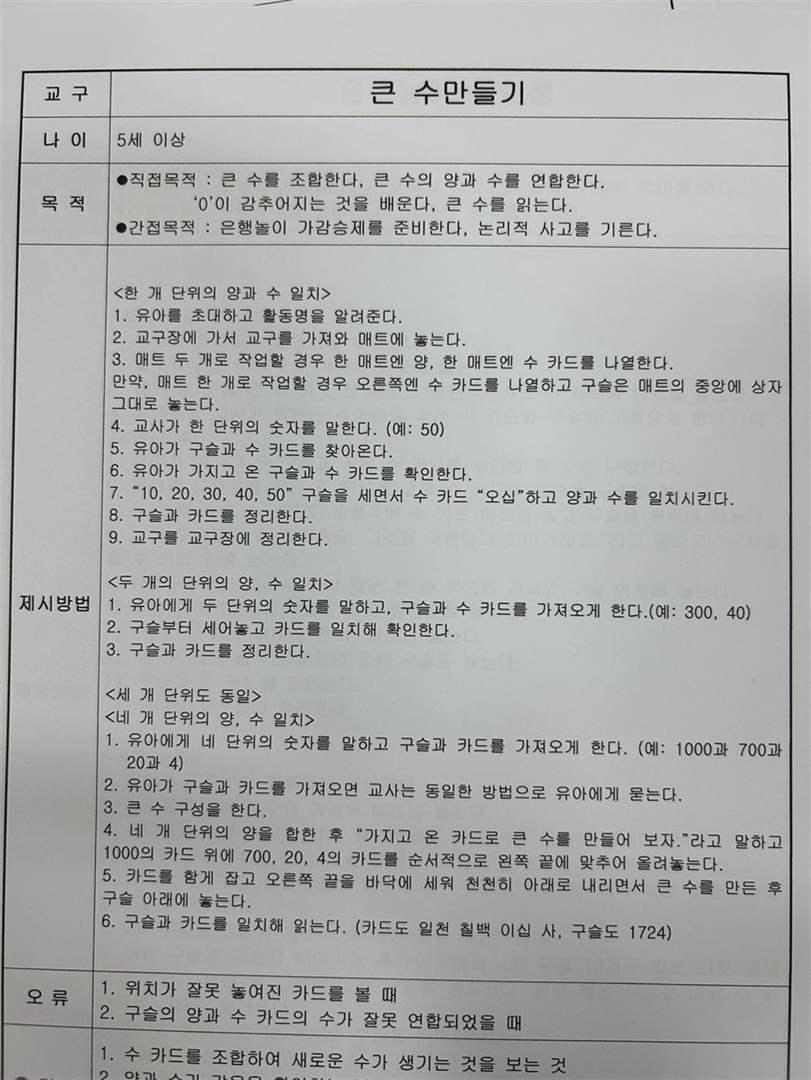 교 구
큰 수만들기
나 이
5세 이상
목 적
●직접목적 : 큰 수를 조합한다, 큰 수의 양과 수를 연합한다.
'0'이 감추어지는 것을 배운다, 큰 수를 읽는다.
●간접목적 : 은행놀이 가감승제를 준비한다, 논리적 사고를 기른다.
제시방법
<한 개 단위의 양과 수 일치>
1. 유아를 초대하고 활동명을 알려준다.
2. 교구장에 가서 교구를 가져와 매트에 놓는다.
3. 매트 두 개로 작업할 경우 한 매트엔 양, 한 매트엔 수 카드를 나열한다.
만약, 매트 한 개로 작업할 경우 오른쪽엔 수 카드를 나열하고 구슬은 매트의 중앙에 상자
그대로 놓는다.
4. 교사가 한 단위의 숫자를 말한다. (예: 50)
5. 유아가 구슬과 수 카드를 찾아온다.
6. 유아가 가지고 온 구슬과 수 카드를 확인한다.
7. “10, 20, 30, 40, 50” 구슬을 세면서 수 카드 “오십”하고 양과 수를 일치시킨다.
8. 구슬과 카드를 정리한다.
9. 교구를 교구장에 정리한다.
<두 개의 단위의 양, 수 일치>
1. 유아에게 두 단위의 숫자를 말하고, 구슬과 수 카드를 가져오게 한다.(예: 300, 40)
2. 구슬부터 세어놓고 카드를 일치해 확인한다.
3. 구슬과 카드를 정리한다.
<세 개 단위도 동일>
<네 개 단위의 양, 수 일치>
1. 유아에게 네 단위의 숫자를 말하고 구슬과 카드를 가져오게 한다. (예: 1000과 700과
20과 4)
2. 유아가 구슬과 카드를 가져오면 교사는 동일한 방법으로 유아에게 묻는다.
3. 큰 수 구성을 한다.
4. 네 개 단위의 양을 합한 후 “가지고 온 카드로 큰 수를 만들어 보자.”라고 말하고
1000의 카드 위에 700, 20, 4의 카드를 순서적으로 왼쪽 끝에 맞추어 올려놓는다.
5. 카드를 함께 잡고 오른쪽 끝을 바닥에 세워 천천히 아래로 내리면서 큰 수를 만든 후
구슬 아래에 놓는다.
6. 구슬과 카드를 일치해 읽는다. (카드도 일천 칠백 이십 사, 구슬도 1724)
오 류
1. 위치가 잘못 놓여진 카드를 볼 때
2. 구슬의 양과 수 카드의 수가 잘못 연합되었을 때
1. 수 카드를 조합하여 새로운 수가 생기는 것을 보는 것